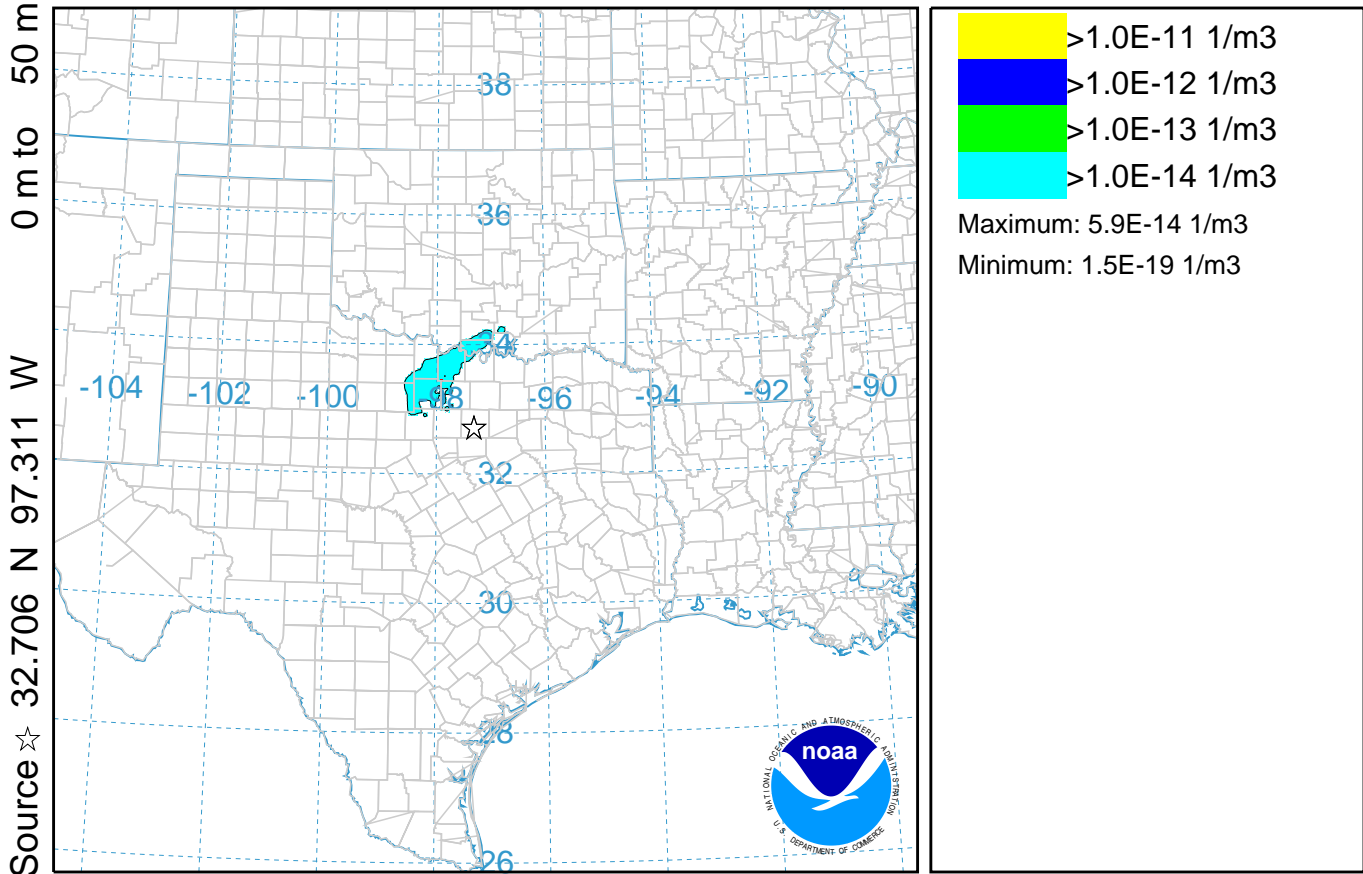 Source ☆ 32.706 N 97.311 W 0 m to 50 m
38
36
34
-104
-102
-100
98
-96
-94
-92
-90
32
30
28
26
NATIONAL OCEANIC AND ATMOSPHERIC ADMINISTRATION
noaa
U.S. DEPARTMENT OF COMMERCE
>1.0E-11 1/m3
>1.0E-12 1/m3
>1.0E-13 1/m3
>1.0E-14 1/m3
Maximum: 5.9E-14 1/m3
Minimum: 1.5E-19 1/m3